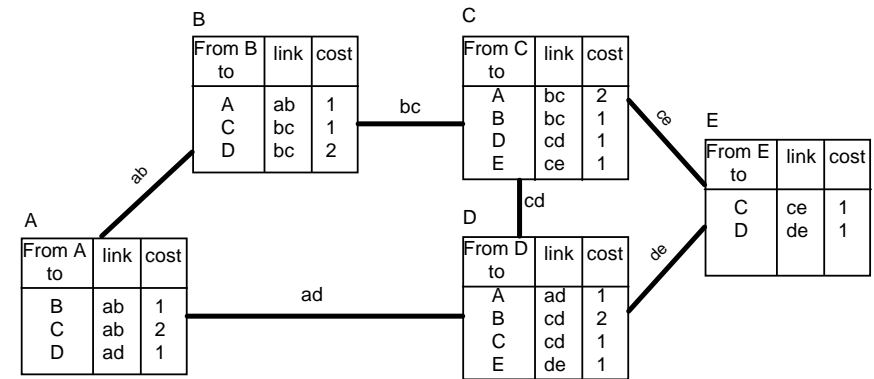 B
From B to link cost
A ab 1
C bc 1
D bc 2
bc
C
From C to link cost
A bc 2
B bc 1
D cd 1
E ce 1
ce
E
From E to link cost
C ce 1
D de 1
ab
cd
A
From A to link cost
B ab 1
C ab 2
D ad 1
ad
D
From D to link cost
A ad 1
B cd 2
C cd 1
E de 1
de